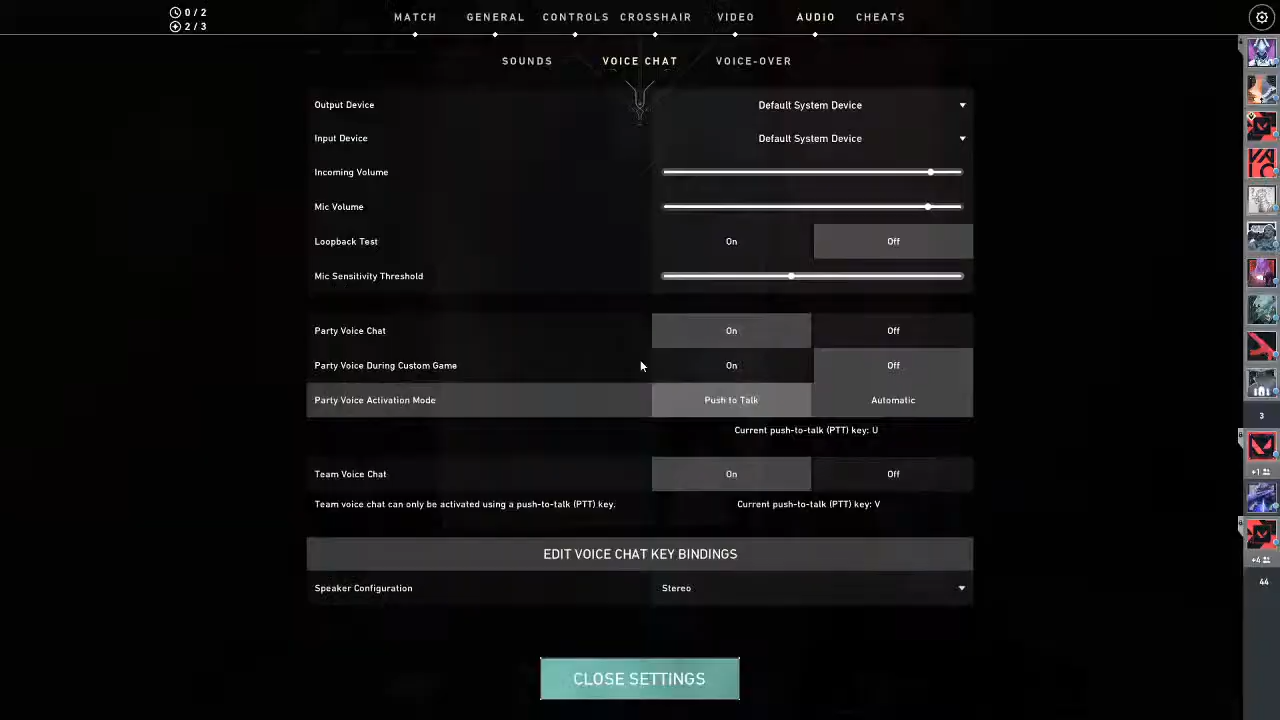 0 / 2
2 / 3
MATCH GENERAL CONTROLS CROSSHAIR VIDEO AUDIO CHEATS
SOUNDS VOICE CHAT VOICE-OVER
Output Device Default System Device
Input Device Default System Device
Incoming Volume
Mic Volume
Loopback Test On Off
Mic Sensitivity Threshold
Party Voice Chat On Off
Party Voice During Custom Game On Off
Party Voice Activation Mode Push to Talk Automatic
Current push-to-talk (PTT) key: U
Team Voice Chat On Off
Team voice chat can only be activated using a push-to-talk (PTT) key. Current push-to-talk (PTT) key: V
EDIT VOICE CHAT KEY BINDINGS
Speaker Configuration Stereo
CLOSE SETTINGS
3
+1
+4
44